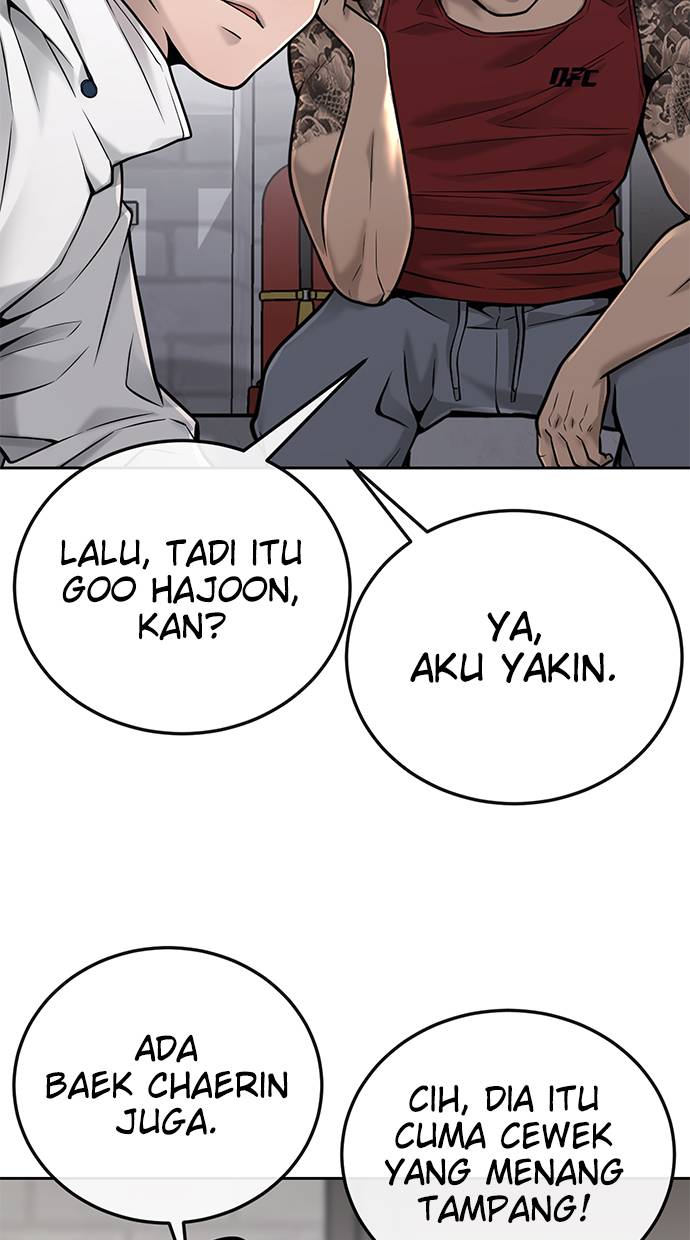 NFC
LALU, TADI ITU
GOO HAJOON,
KAN?
YA,
AKU YAKIN.
ADA
BAEK CHAERIN
JUGA.
CIH, DIA ITU
CUMA CEWEK
YANG MENANG
TAMPANG!